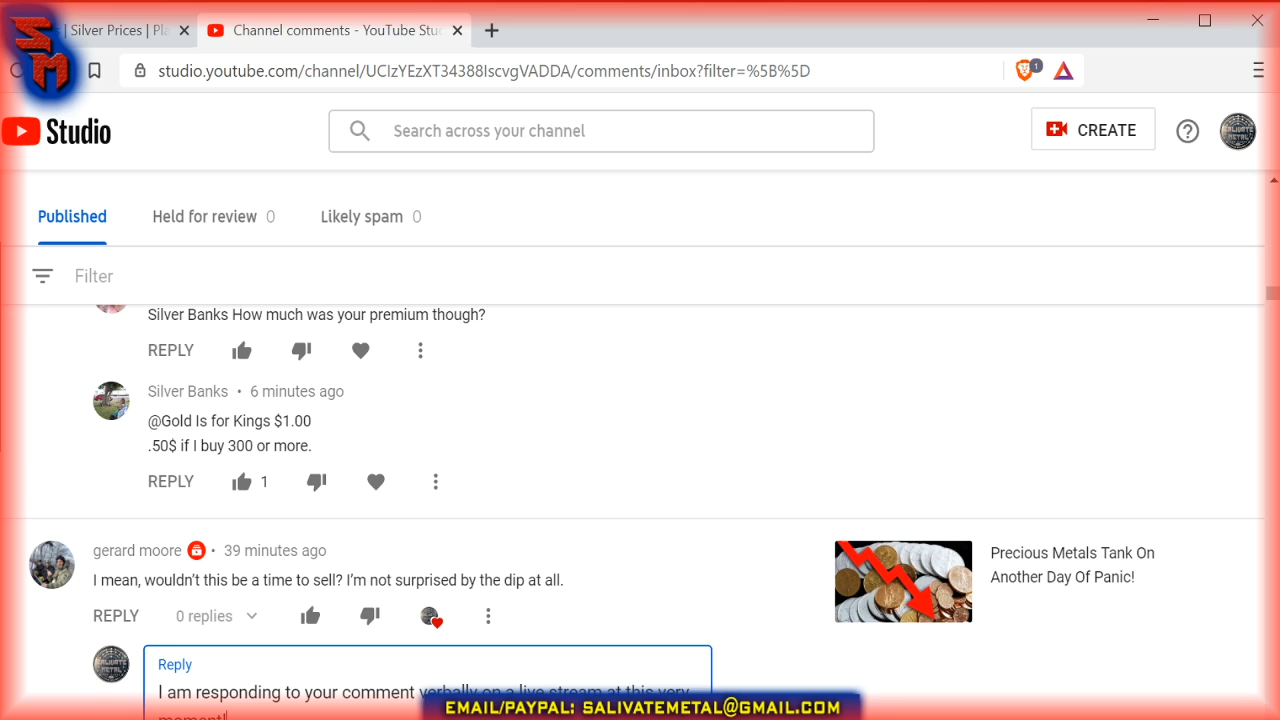 SM
| Silver Prices | Pla
Channel comments - YouTube Stu
studio.youtube.com/channel/UCIzYEzXT34388IscvgVADDA/comments/inbox?filter=%5B%5D
1
Studio
Search across your channel
CREATE
Published
Held for review 0
Likely spam 0
Filter
Silver Banks How much was your premium though?
REPLY
Silver Banks • 6 minutes ago
@Gold Is for Kings $1.00
.50$ if I buy 300 or more.
REPLY 1
gerard moore • 39 minutes ago
I mean, wouldn't this be a time to sell? I'm not surprised by the dip at all.
REPLY 0 replies
Precious Metals Tank On
Another Day Of Panic!
Reply
I am responding to your comment verbally on a live stream at this very
moment!
EMAIL/PAYPAL: SALIVATEMETAL@GMAIL.COM